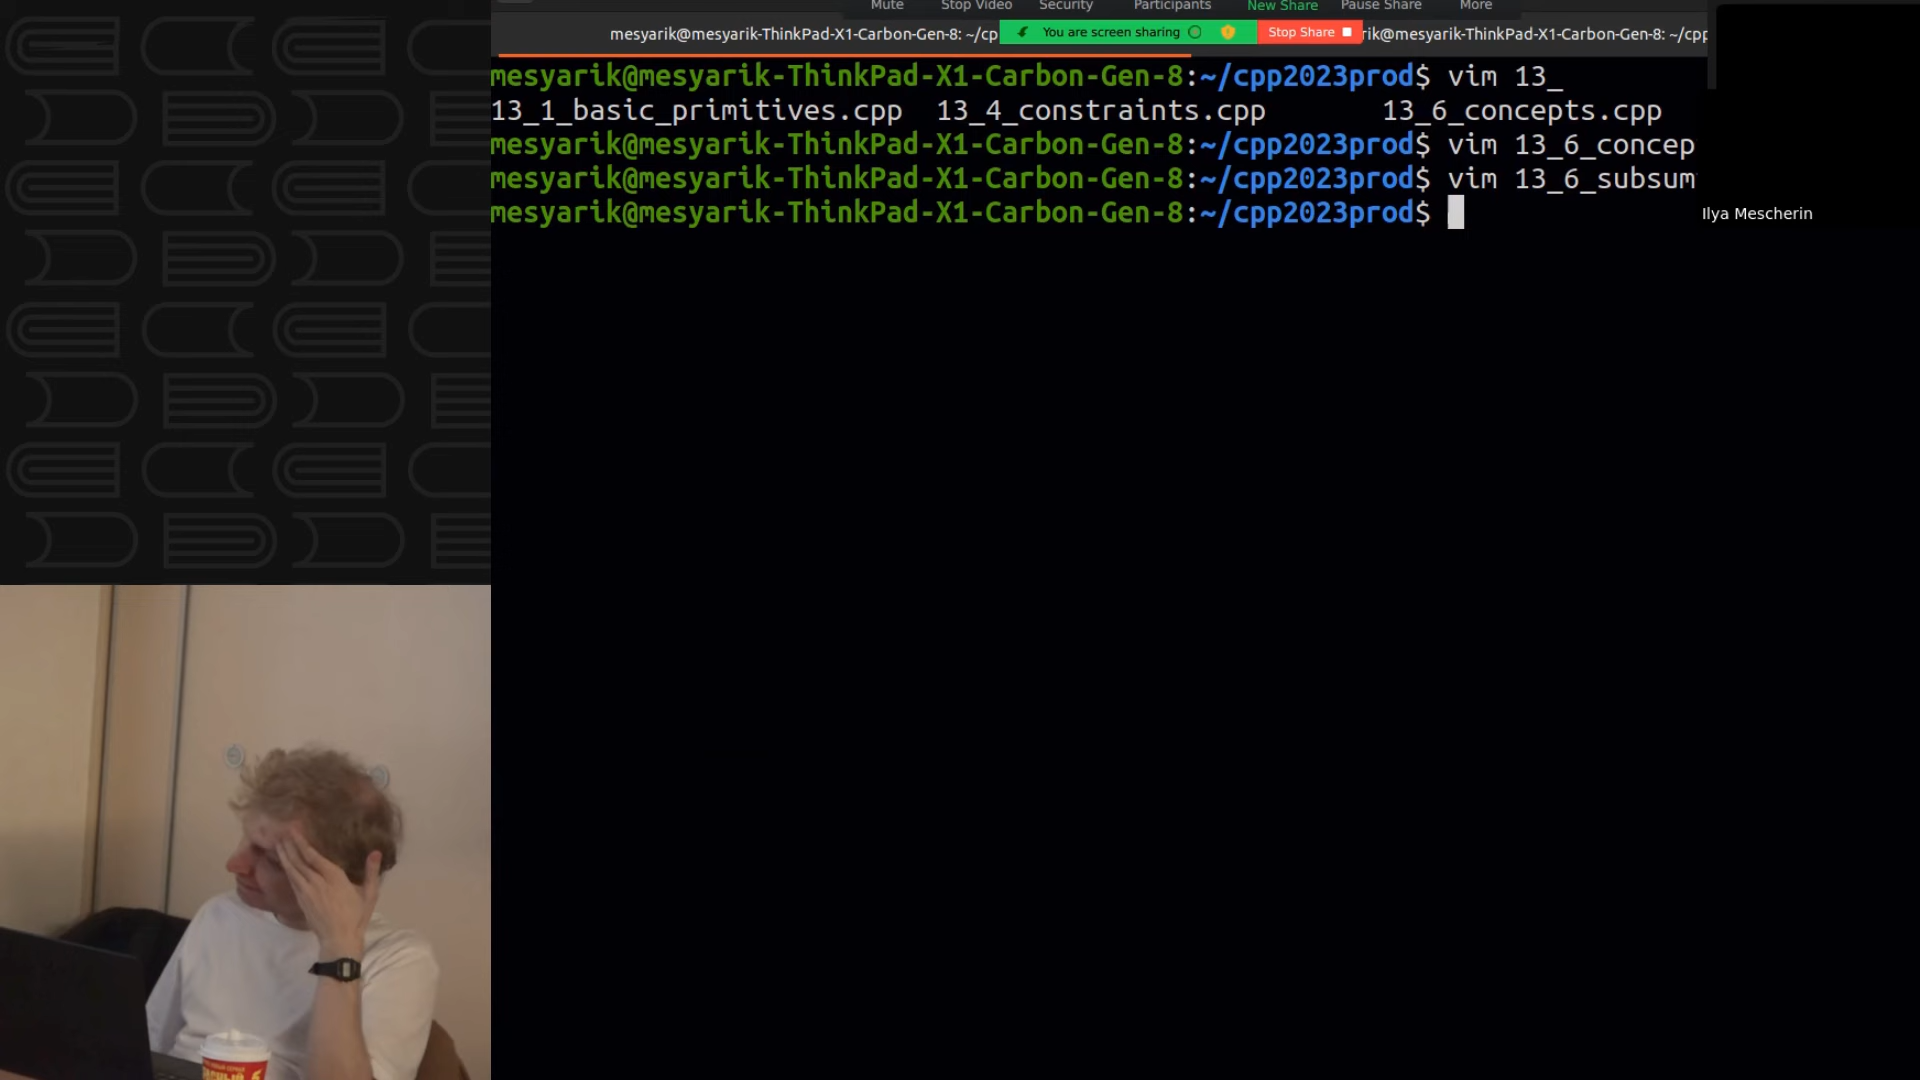 Mute Stop Video Security Participants New Share Pause Share More
mesyarik@mesyarik-ThinkPad-X1-Carbon-Gen-8: ~/cp
You are screen sharing
Stop Share
rik@mesyarik-ThinkPad-X1-Carbon-Gen-8: ~/cpp
mesyarik@mesyarik-ThinkPad-X1-Carbon-Gen-8:~/cpp2023prod$ vim 13_
13_1_basic_primitives.cpp 13_4_constraints.cpp 13_6_concepts.cpp
mesyarik@mesyarik-ThinkPad-X1-Carbon-Gen-8:~/cpp2023prod$ vim 13_6_concep
mesyarik@mesyarik-ThinkPad-X1-Carbon-Gen-8:~/cpp2023prod$ vim 13_6_subsum
mesyarik@mesyarik-ThinkPad-X1-Carbon-Gen-8:~/cpp2023prod$
Ilya Mescherin